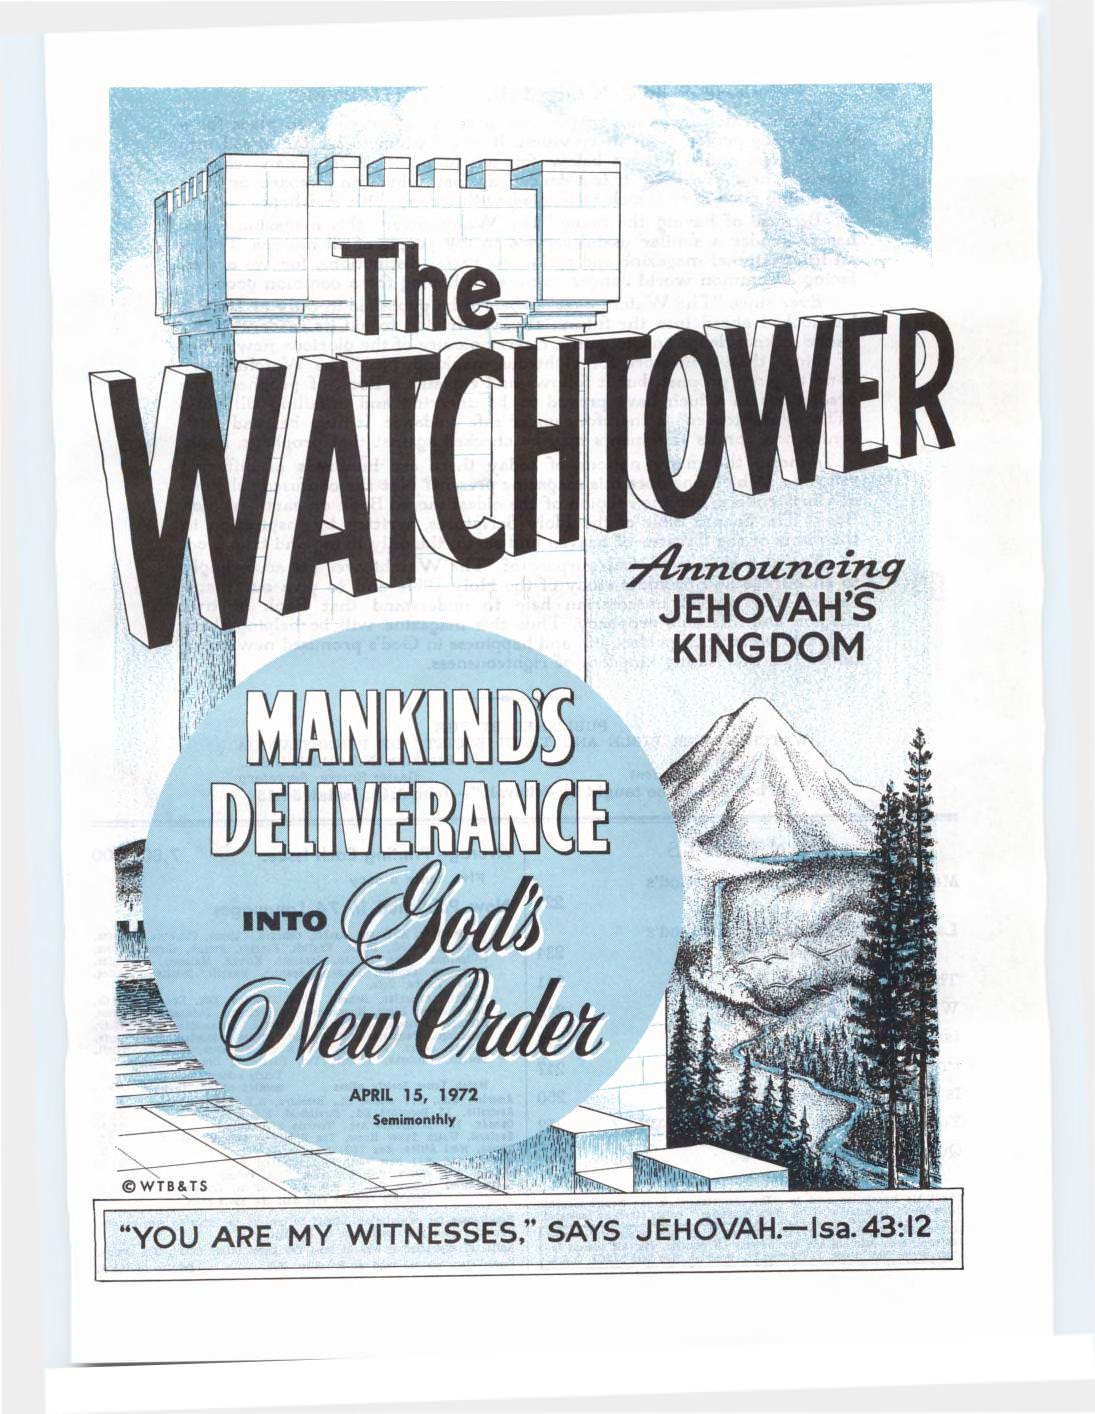 The
WATCHTOWER
Announcing
JEHOVAH'S
KINGDOM
MANKIND'S
DELIVERANCE
INTO God's
New Order
APRIL 15, 1972
Semimonthly
© WTB&TS
"YOU ARE MY WITNESSES," SAYS JEHOVAH.—Isa. 43:12